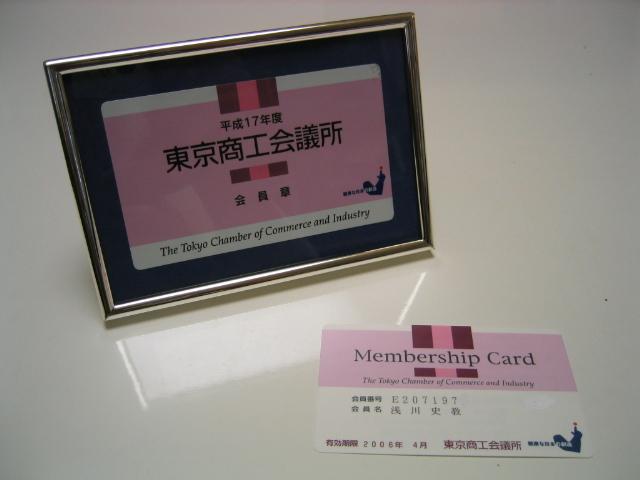 平成17年度
東京商工会議所
会員章
The Tokyo Chamber of Commerce and Industry
Membership Card
The Tokyo Chamber of Commerce and Industry
会員番号 E207197
会員名 浅川史敎
有効期限 2006年 4月 東京商工会議所